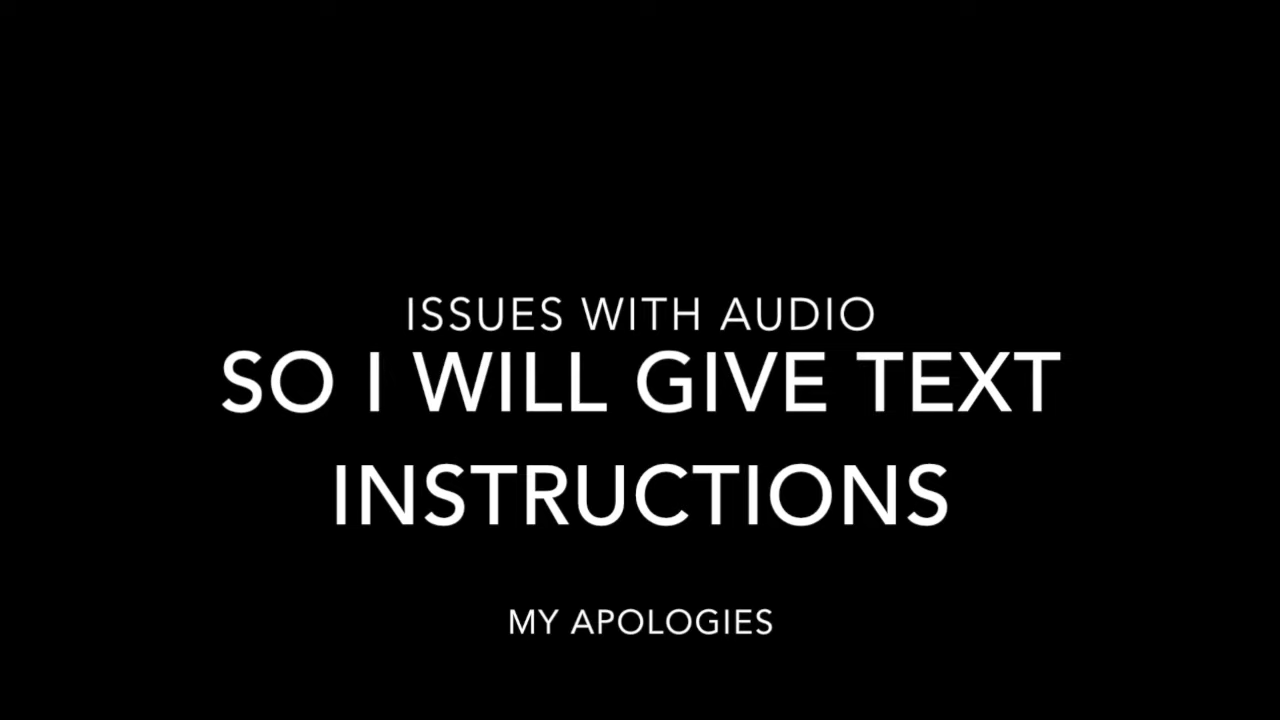 ISSUES WITH AUDIO
SO I WILL GIVE TEXT
INSTRUCTIONS
MY APOLOGIES